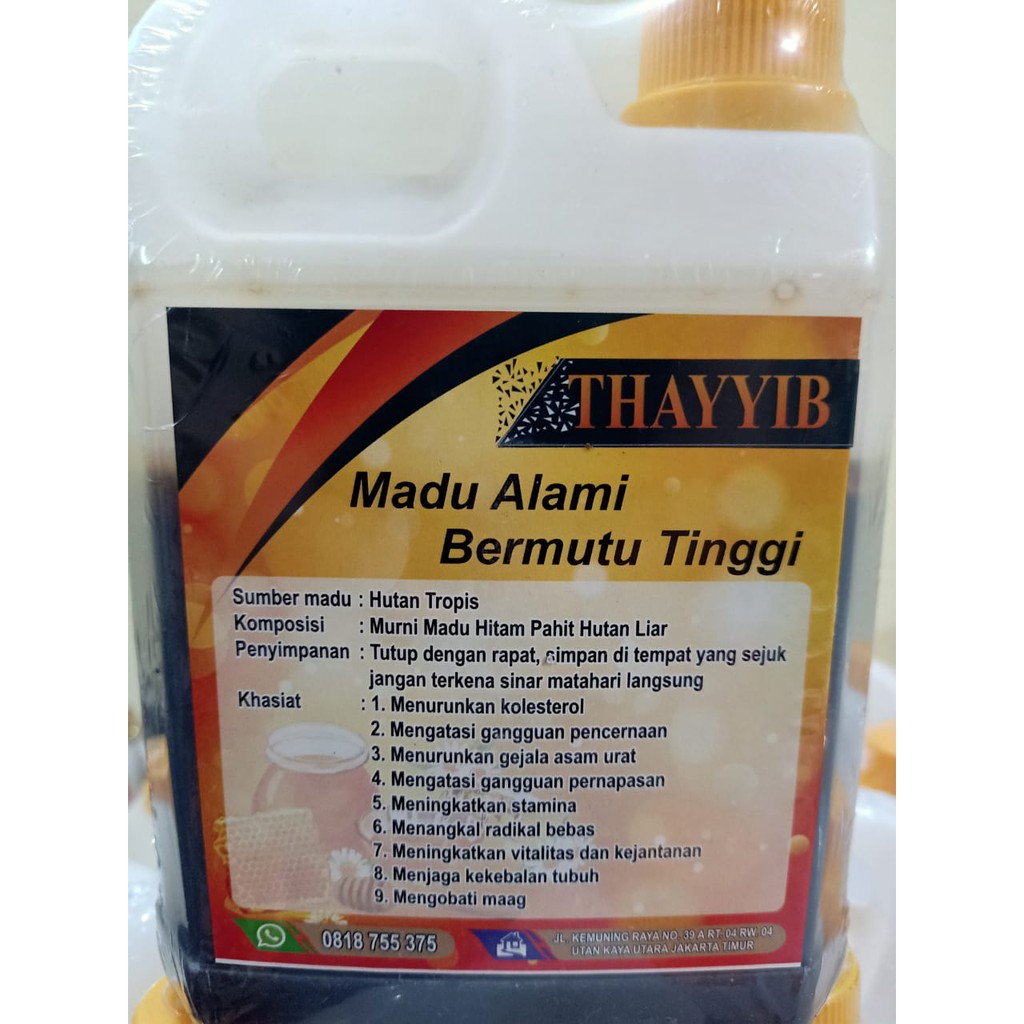 THAYYIB
Madu Alami
Bermutu Tinggi
Sumber madu : Hutan Tropis
Komposisi : Murni Madu Hitam Pahit Hutan Liar
Penyimpanan : Tutup dengan rapat, simpan di tempat yang sejuk
jangan terkena sinar matahari langsung
Khasiat : 1. Menurunkan kolesterol
2. Mengatasi gangguan pencernaan
3. Menurunkan gejala asam urat
4. Mengatasi gangguan pernapasan
5. Meningkatkan stamina
6. Menangkal radikal bebas
7. Meningkatkan vitalitas dan kejantanan
8. Menjaga kekebalan tubuh
9. Mengobati maag
0818 755 375
JL. KEMUNING RAYA NO. 39 A RT. 04 RW. 04
UTAN KAYA UTARA JAKARTA TIMUR